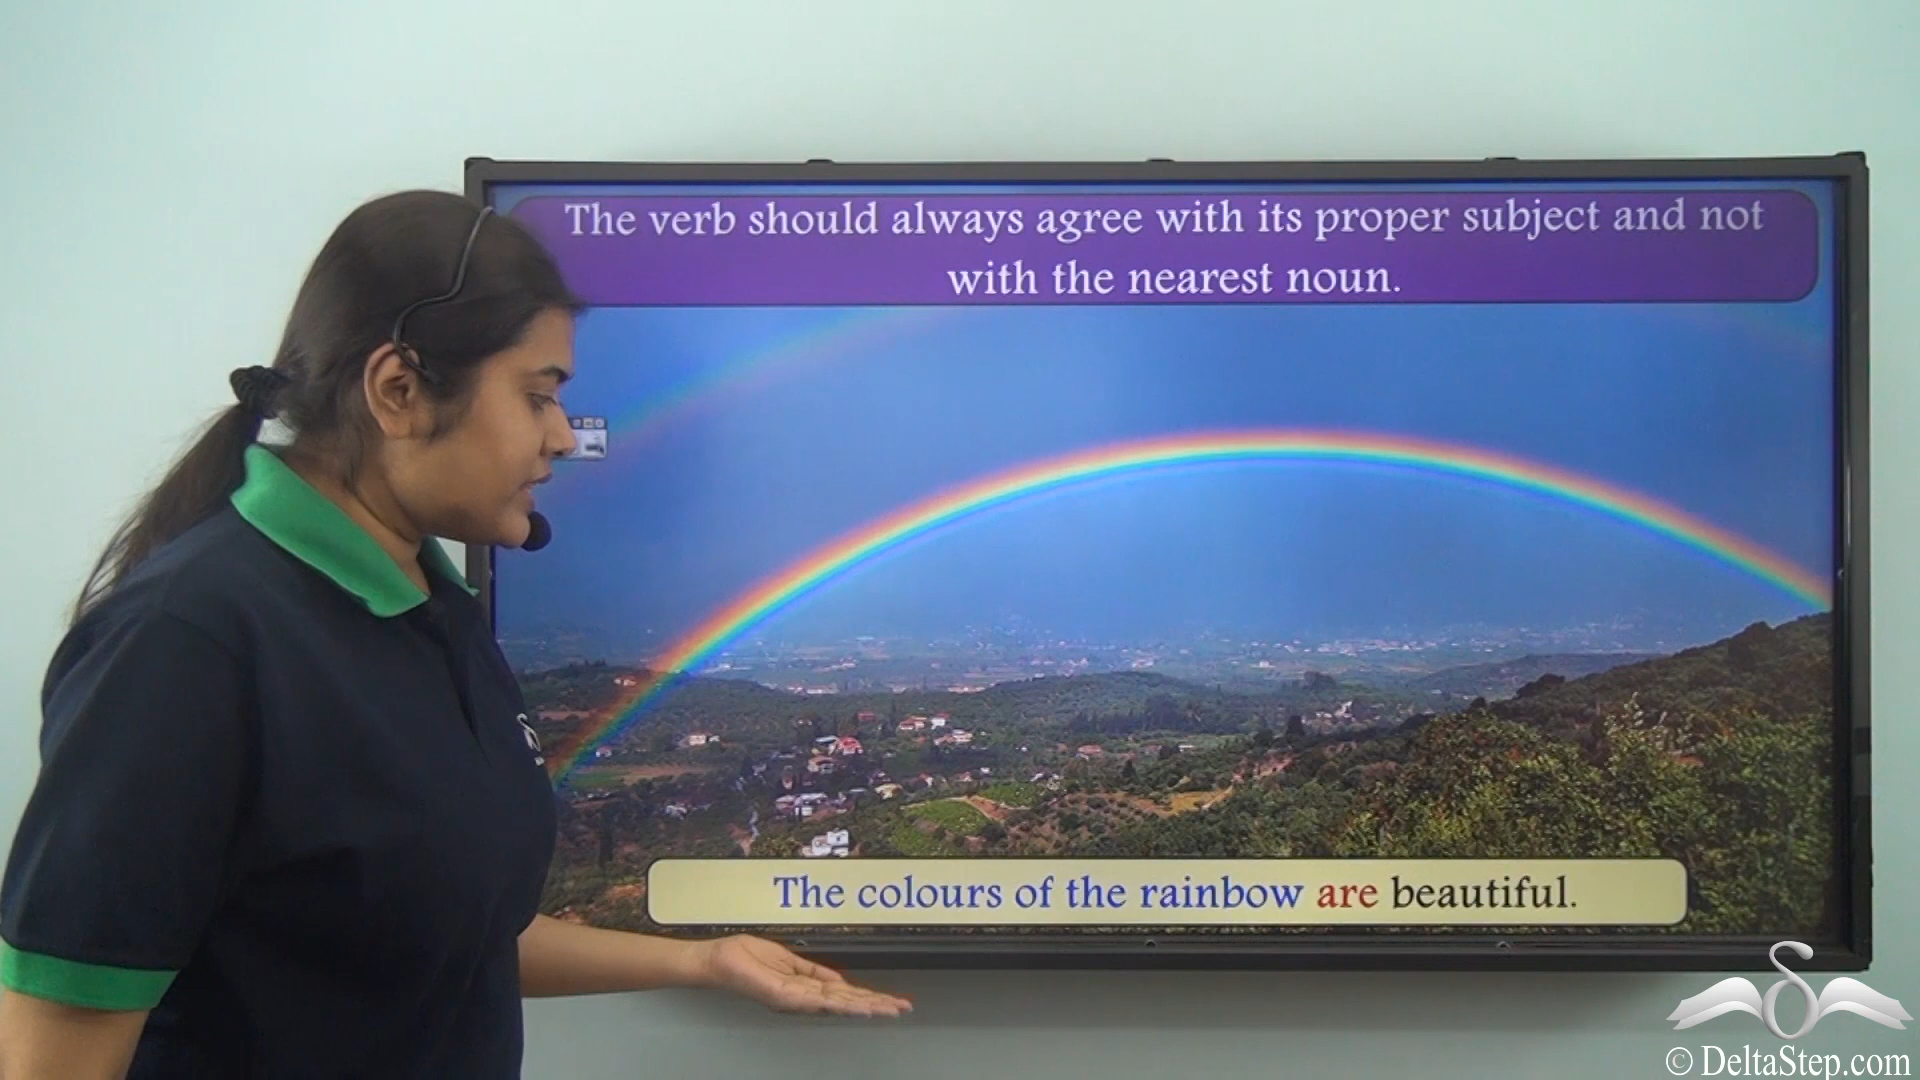 The verb should always agree with its proper subject and not
with the nearest noun.
The colours of the rainbow are beautiful.
© DeltaStep.com